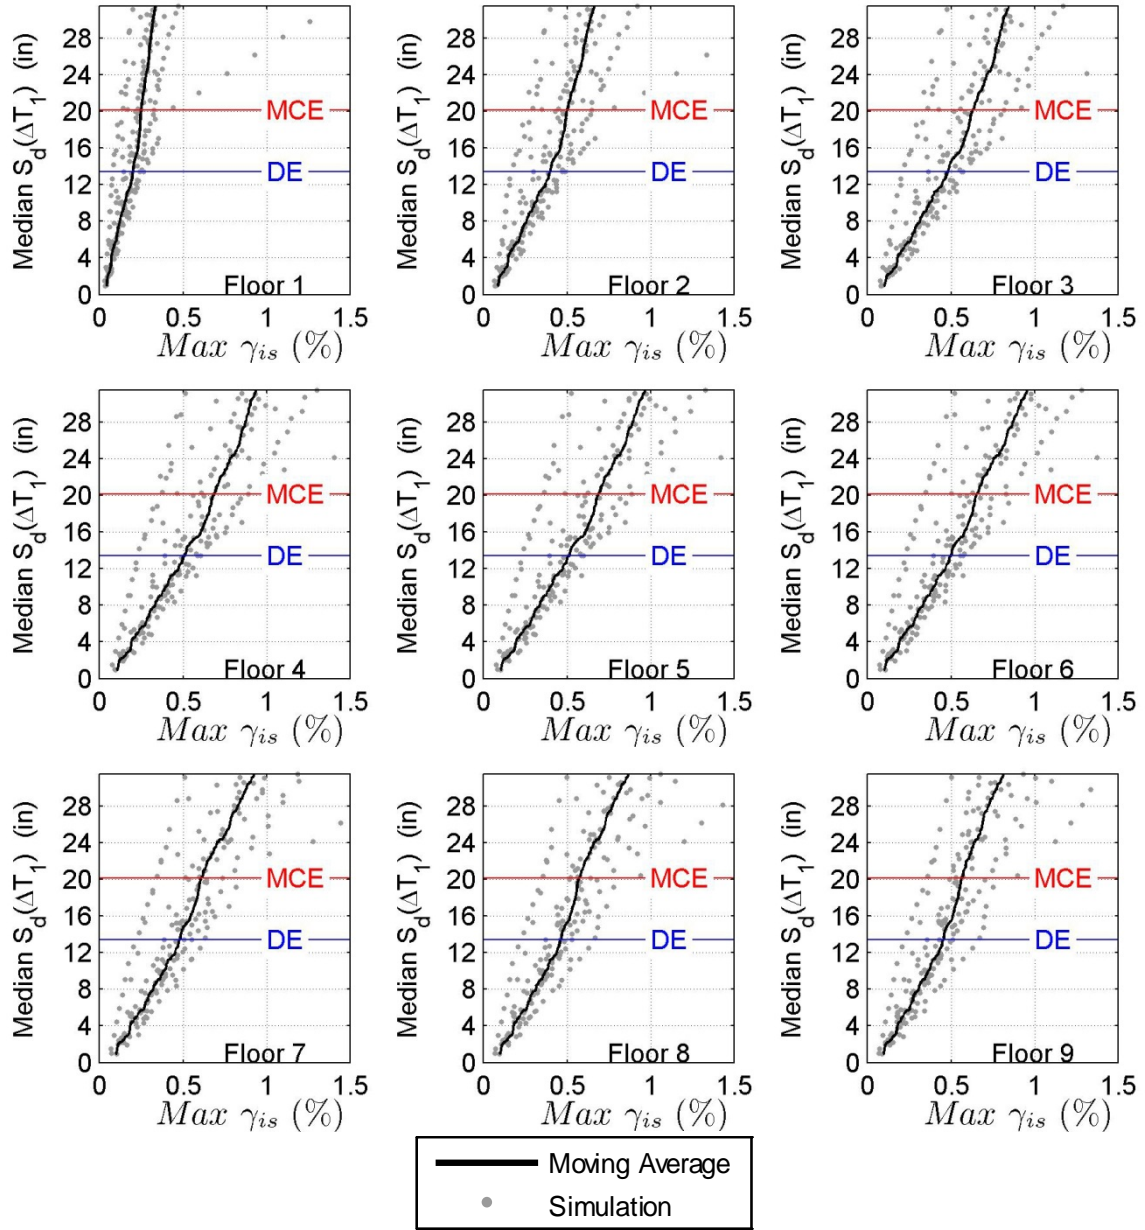 Median S_d(ΔT_1) (in)
28
24
20
16
12
8
4
0
MCE
DE
Floor 1
0 0.5 1 1.5
Max γ_is (%)
Median S_d(ΔT_1) (in)
28
24
20
16
12
8
4
0
MCE
DE
Floor 2
0 0.5 1 1.5
Max γ_is (%)
Median S_d(ΔT_1) (in)
28
24
20
16
12
8
4
0
MCE
DE
Floor 3
0 0.5 1 1.5
Max γ_is (%)
Median S_d(ΔT_1) (in)
28
24
20
16
12
8
4
0
MCE
DE
Floor 4
0 0.5 1 1.5
Max γ_is (%)
Median S_d(ΔT_1) (in)
28
24
20
16
12
8
4
0
MCE
DE
Floor 5
0 0.5 1 1.5
Max γ_is (%)
Median S_d(ΔT_1) (in)
28
24
20
16
12
8
4
0
MCE
DE
Floor 6
0 0.5 1 1.5
Max γ_is (%)
Median S_d(ΔT_1) (in)
28
24
20
16
12
8
4
0
MCE
DE
Floor 7
0 0.5 1 1.5
Max γ_is (%)
Median S_d(ΔT_1) (in)
28
24
20
16
12
8
4
0
MCE
DE
Floor 8
0 0.5 1 1.5
Max γ_is (%)
Median S_d(ΔT_1) (in)
28
24
20
16
12
8
4
0
MCE
DE
Floor 9
0 0.5 1 1.5
Max γ_is (%)
Moving Average
Simulation